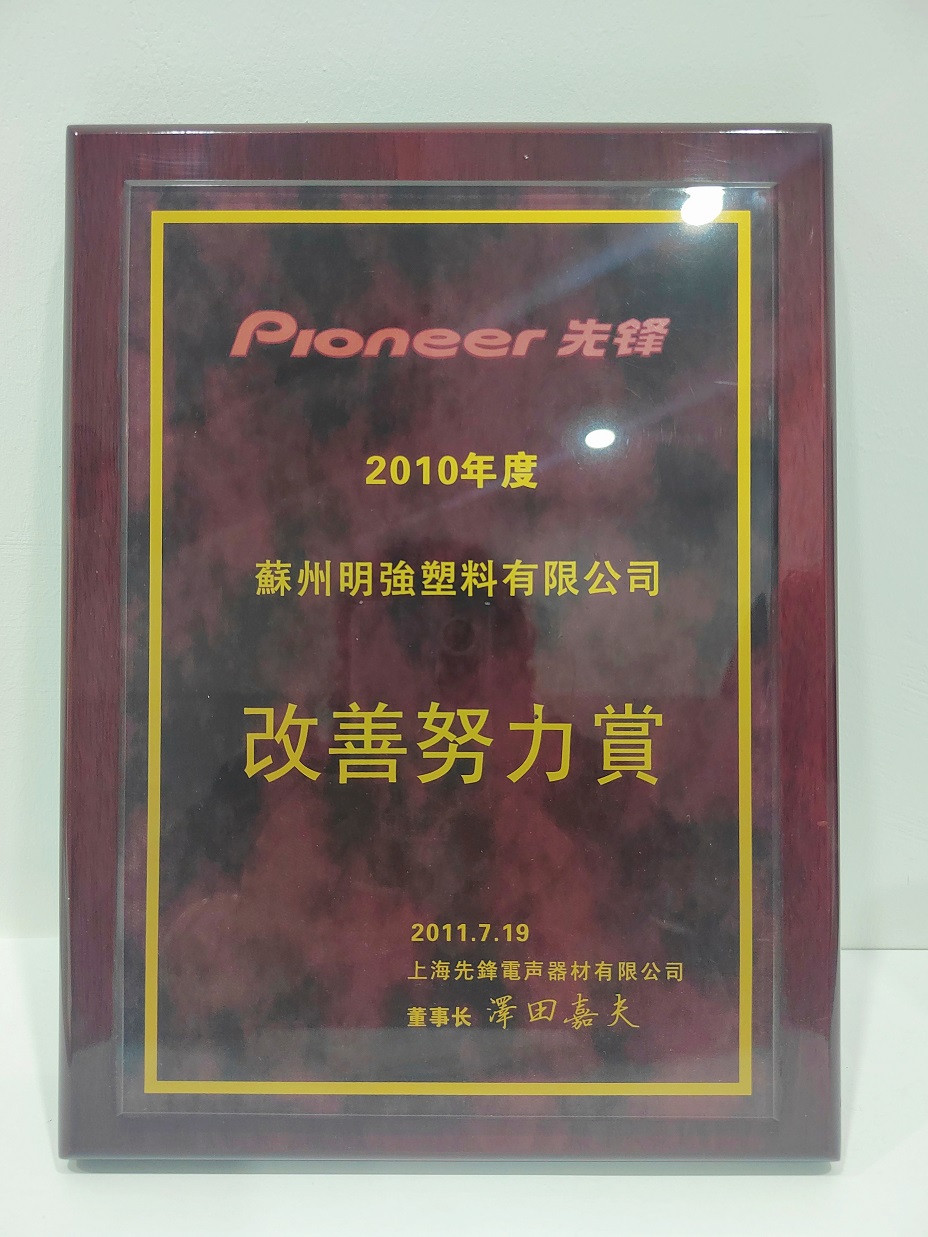 Pioneer 先锋
2010年度
蘇州明強塑料有限公司
改善努力賞
2011.7.19
上海先鋒電声器材有限公司
董事长 澤田嘉夫